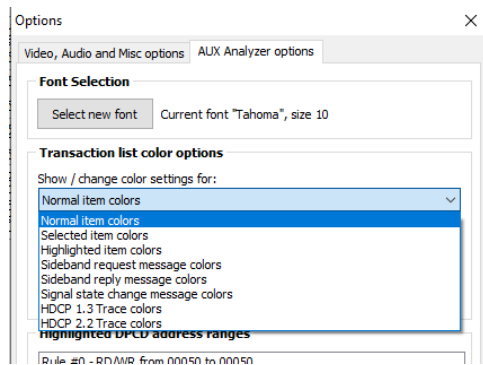 Options
Video, Audio and Misc options
AUX Analyzer options
Font Selection
Select new font
Current font "Tahoma", size 10
Transaction list color options
Show / change color settings for:
Normal item colors
Normal item colors
Selected item colors
Highlighted item colors
Sideband request message colors
Sideband reply message colors
Signal state change message colors
HDCP 1.3 Trace colors
HDCP 2.2 Trace colors
Highlighted DPCD address ranges
Rule #0 - RD/WR from 00050 to 00050